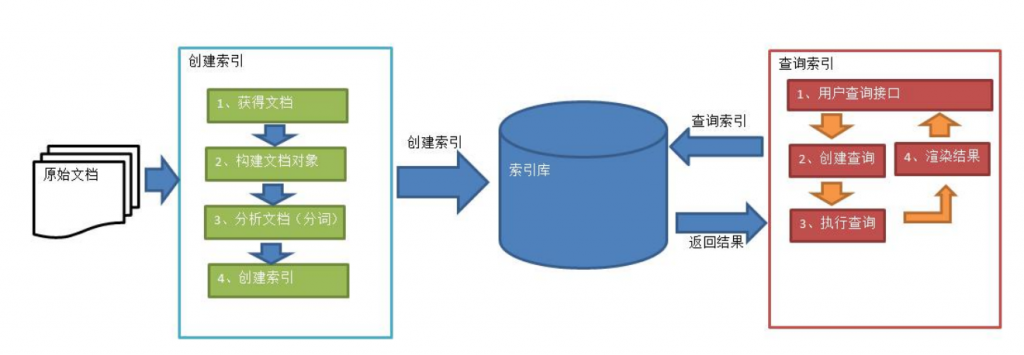 原始文档
创建索引
1、获得文档
2、构建文档对象
3、分析文档（分词）
4、创建索引
创建索引
索引库
查询索引
返回结果
查询索引
1、用户查询接口
2、创建查询
4、渲染结果
3、执行查询